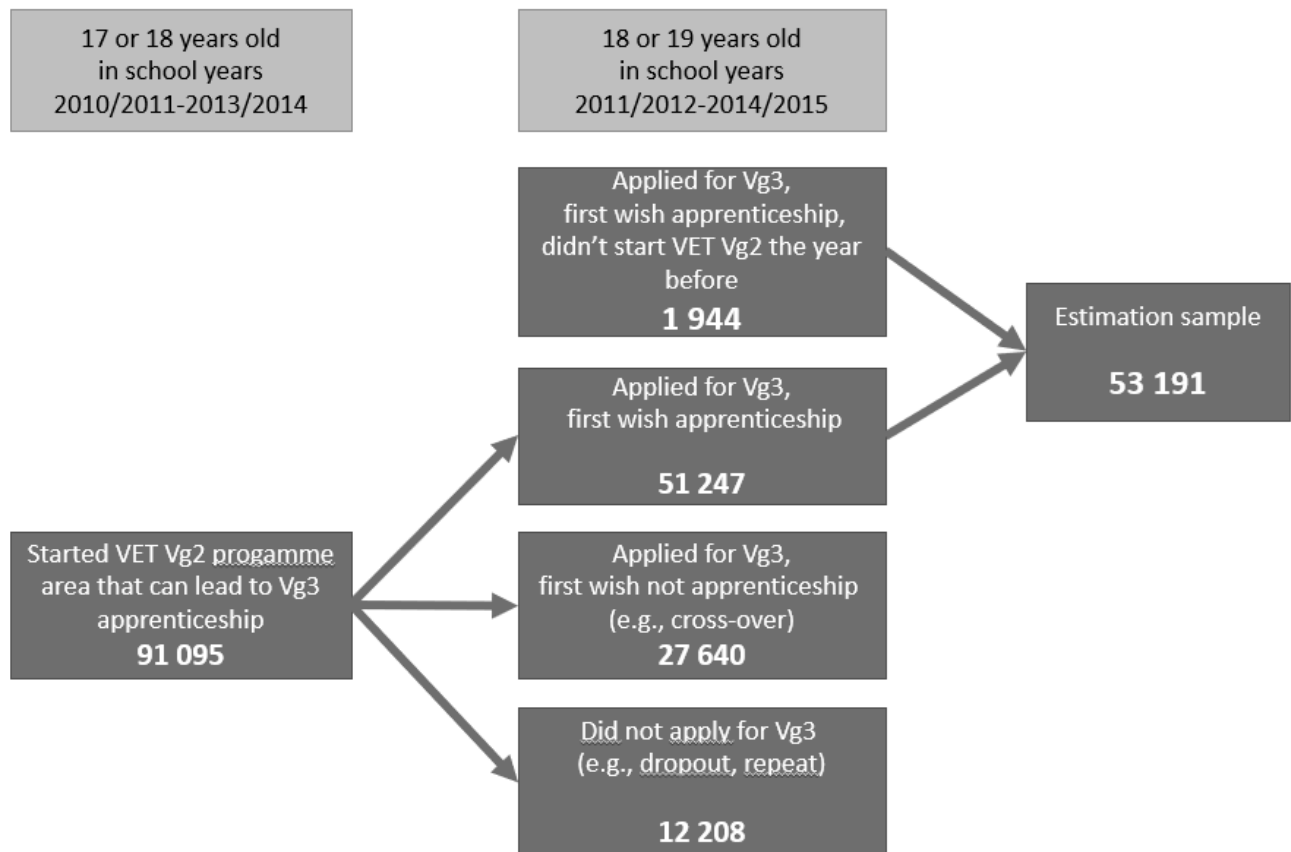 17 or 18 years old
in school years
2010/2011-2013/2014
18 or 19 years old
in school years
2011/2012-2014/2015
Applied for Vg3,
first wish apprenticeship,
didn’t start VET Vg2 the year
before
1 944
Estimation sample
53 191
Applied for Vg3,
first wish apprenticeship
51 247
Started VET Vg2 progamme
area that can lead to Vg3
apprenticeship
91 095
Applied for Vg3,
first wish not apprenticeship
(e.g., cross-over)
27 640
Did not apply for Vg3
(e.g., dropout, repeat)
12 208